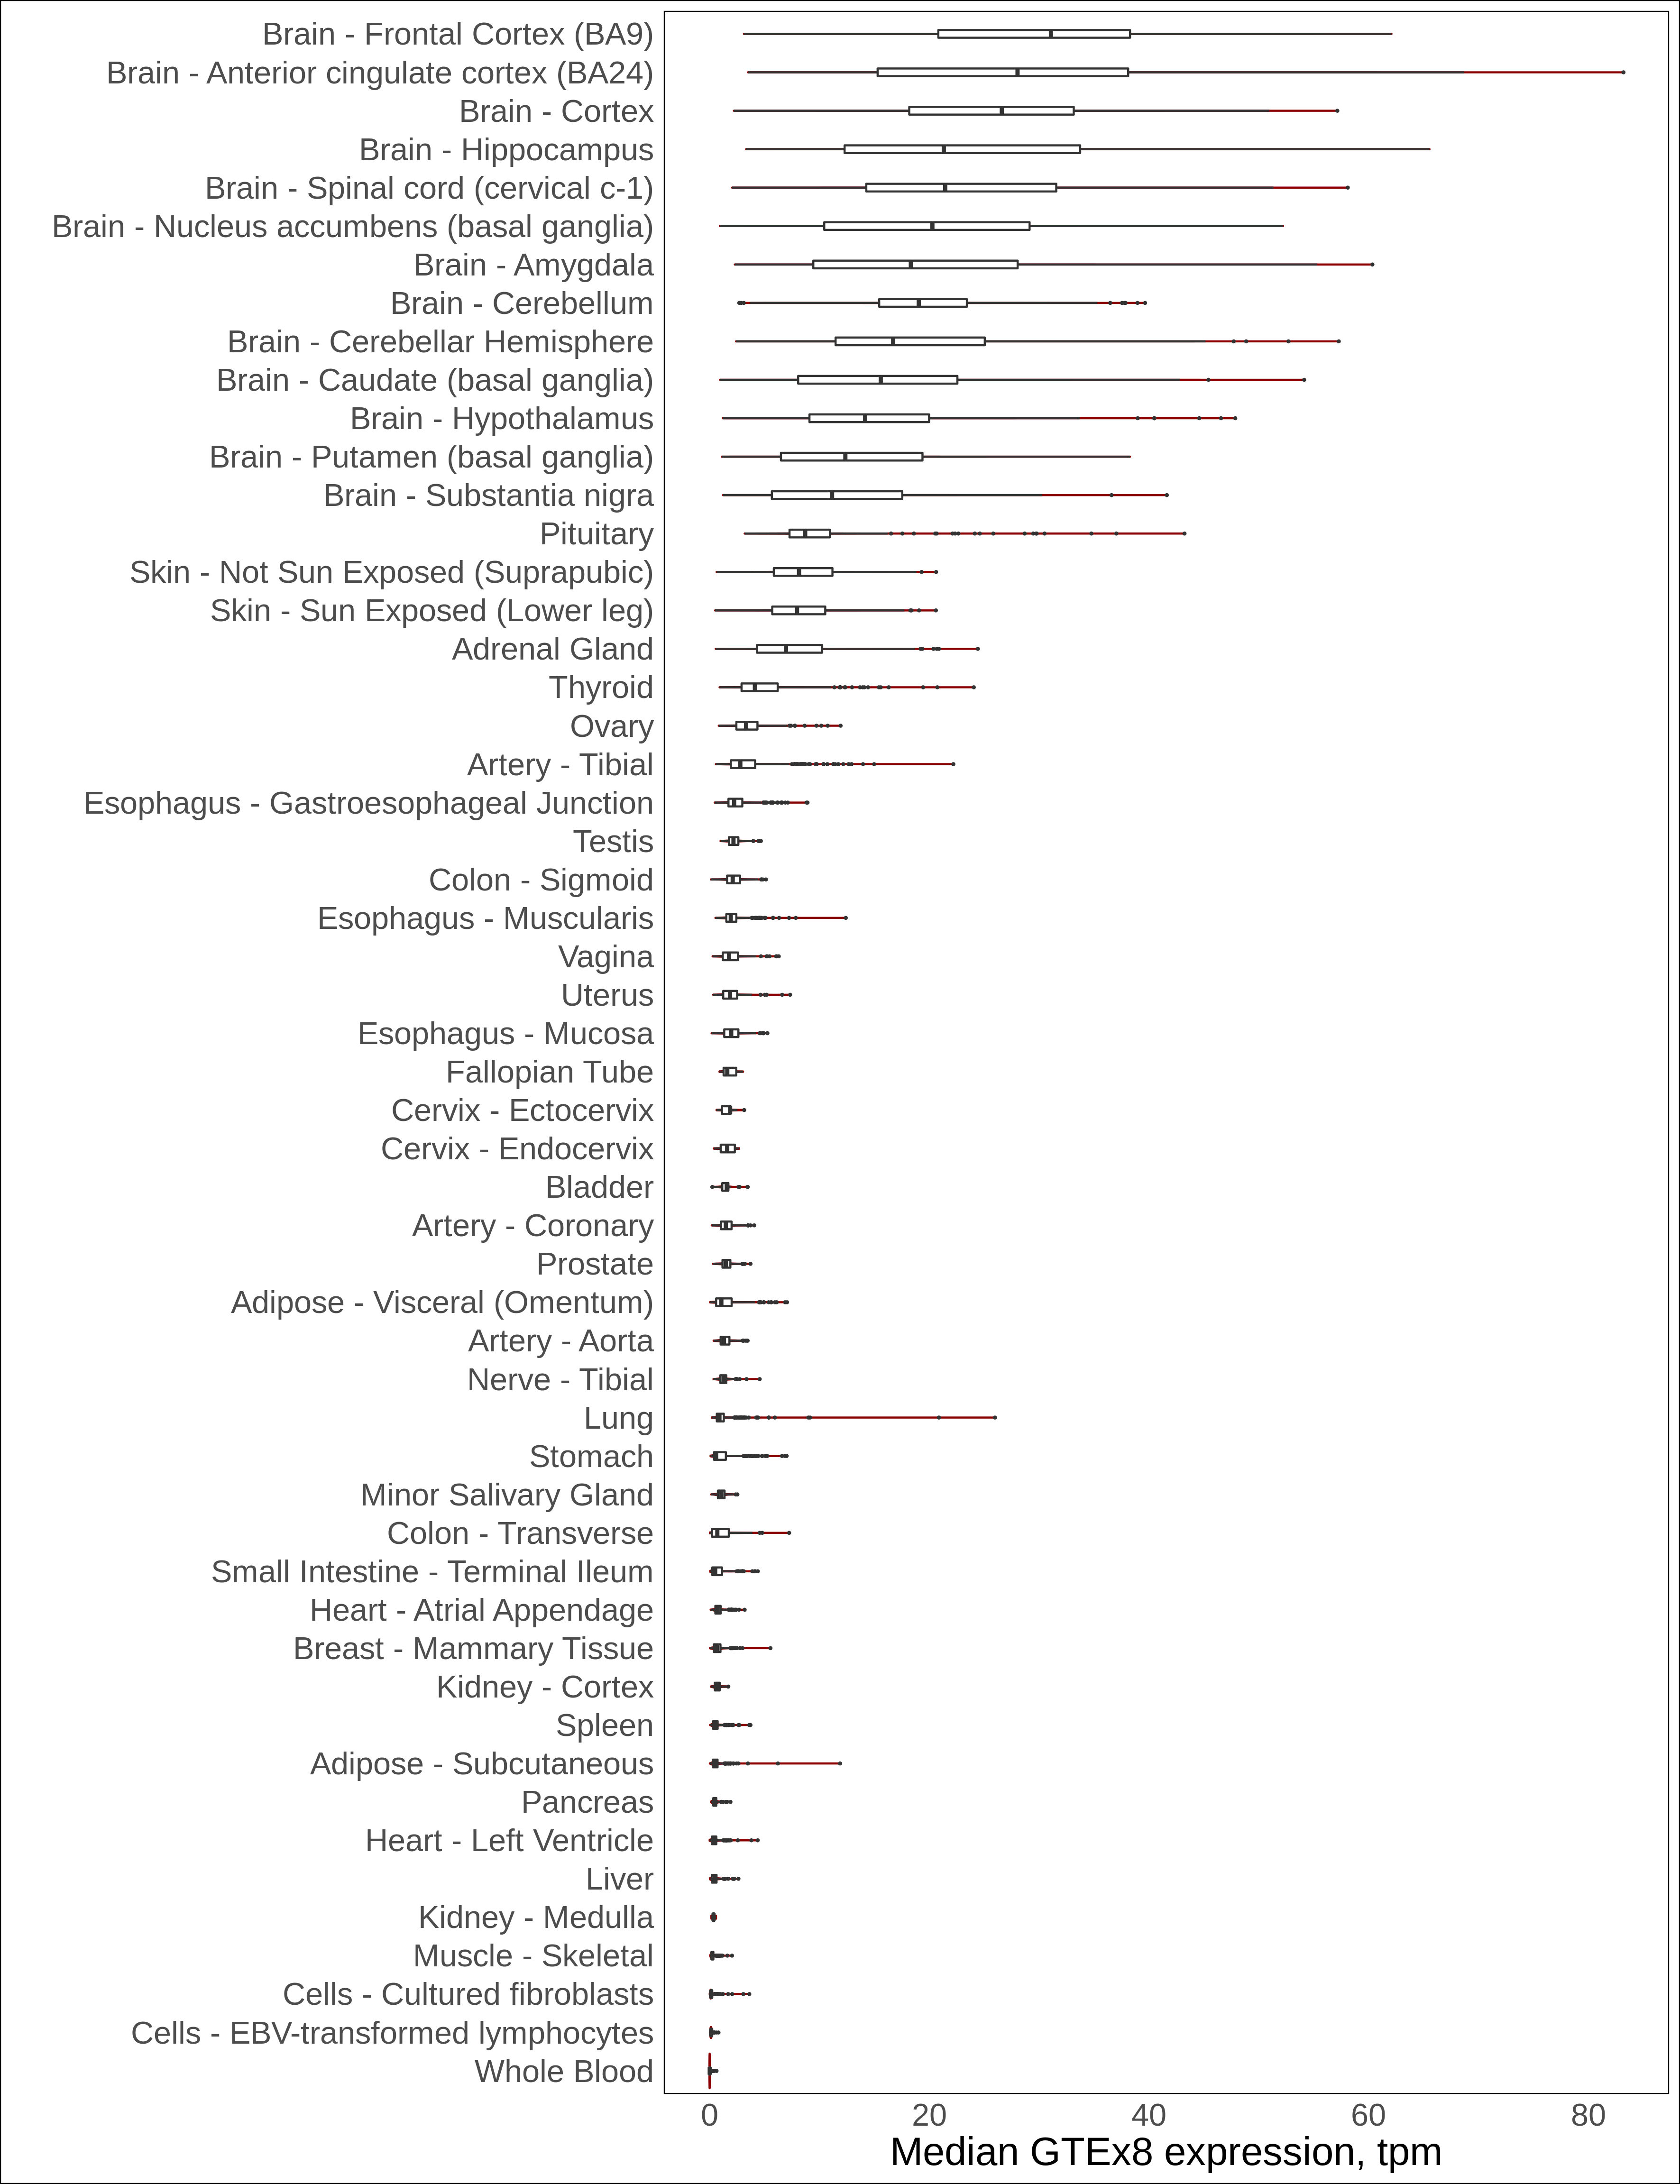 Brain - Frontal Cortex (BA9)
Brain - Anterior cingulate cortex (BA24)
Brain - Cortex
Brain - Hippocampus
Brain - Spinal cord (cervical c-1)
Brain - Nucleus accumbens (basal ganglia)
Brain - Amygdala
Brain - Cerebellum
Brain - Cerebellar Hemisphere
Brain - Caudate (basal ganglia)
Brain - Hypothalamus
Brain - Putamen (basal ganglia)
Brain - Substantia nigra
Pituitary
Skin - Not Sun Exposed (Suprapubic)
Skin - Sun Exposed (Lower leg)
Adrenal Gland
Thyroid
Ovary
Artery - Tibial
Esophagus - Gastroesophageal Junction
Testis
Colon - Sigmoid
Esophagus - Muscularis
Vagina
Uterus
Esophagus - Mucosa
Fallopian Tube
Cervix - Ectocervix
Cervix - Endocervix
Bladder
Artery - Coronary
Prostate
Adipose - Visceral (Omentum)
Artery - Aorta
Nerve - Tibial
Lung
Stomach
Minor Salivary Gland
Colon - Transverse
Small Intestine - Terminal Ileum
Heart - Atrial Appendage
Breast - Mammary Tissue
Kidney - Cortex
Spleen
Adipose - Subcutaneous
Pancreas
Heart - Left Ventricle
Liver
Kidney - Medulla
Muscle - Skeletal
Cells - Cultured fibroblasts
Cells - EBV-transformed lymphocytes
Whole Blood
0 20 40 60 80
Median GTEx8 expression, tpm